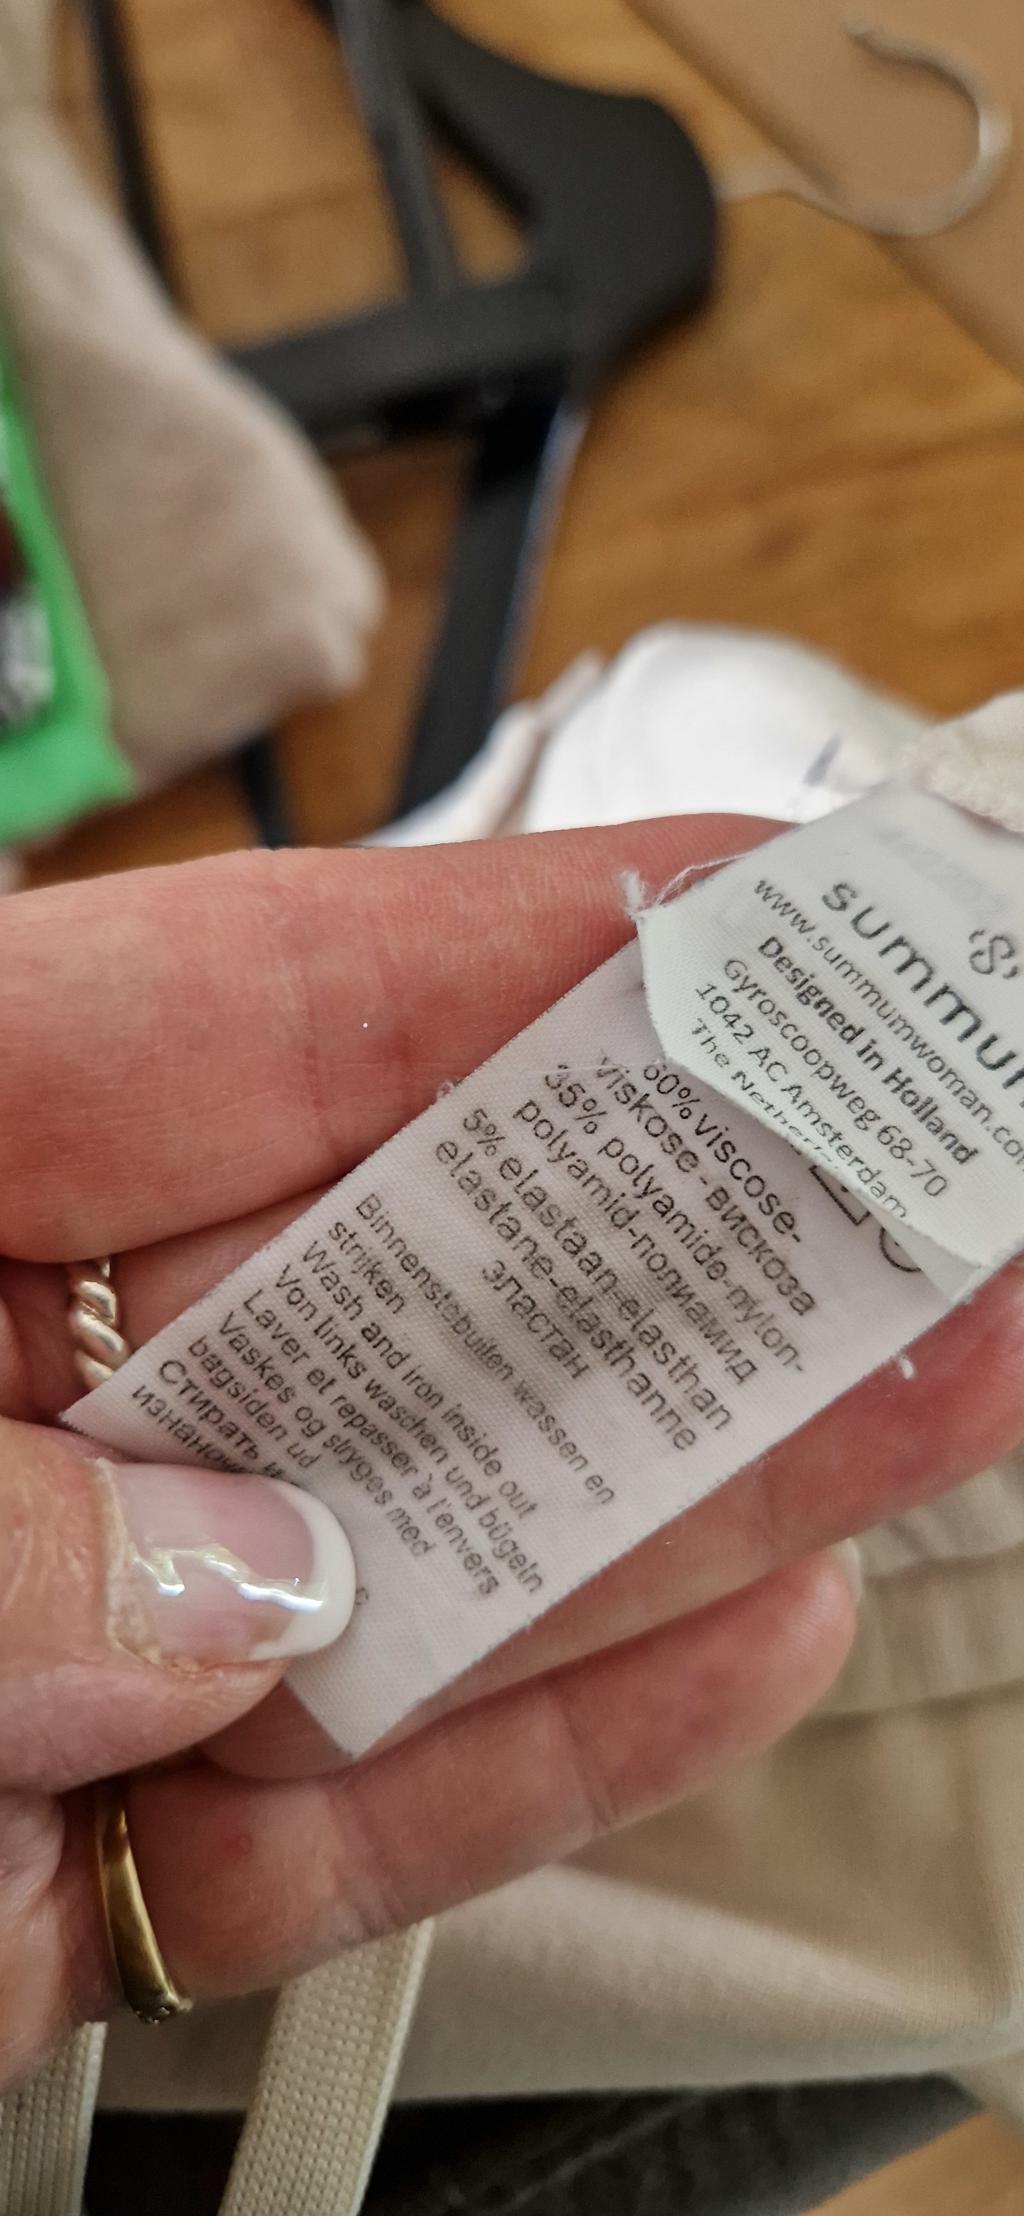 'S'
www.summumwoman.com
Designed in Holland
Gyroscoopweg 68-70
1042 AC Amsterdam
The
60% viscose-
viskose - вискоза
35% polyamide-nylon-
polyamid-полиамид
5% elastaan-elasthan
elastane-elasthanne
эластан
Binnenstebuiten wassen en
strijken
Wash and iron inside out
Von links waschen und bügeln
Laver et repasser à l'envers
Vaskes og stryges med
bagsiden ud
Стирать и